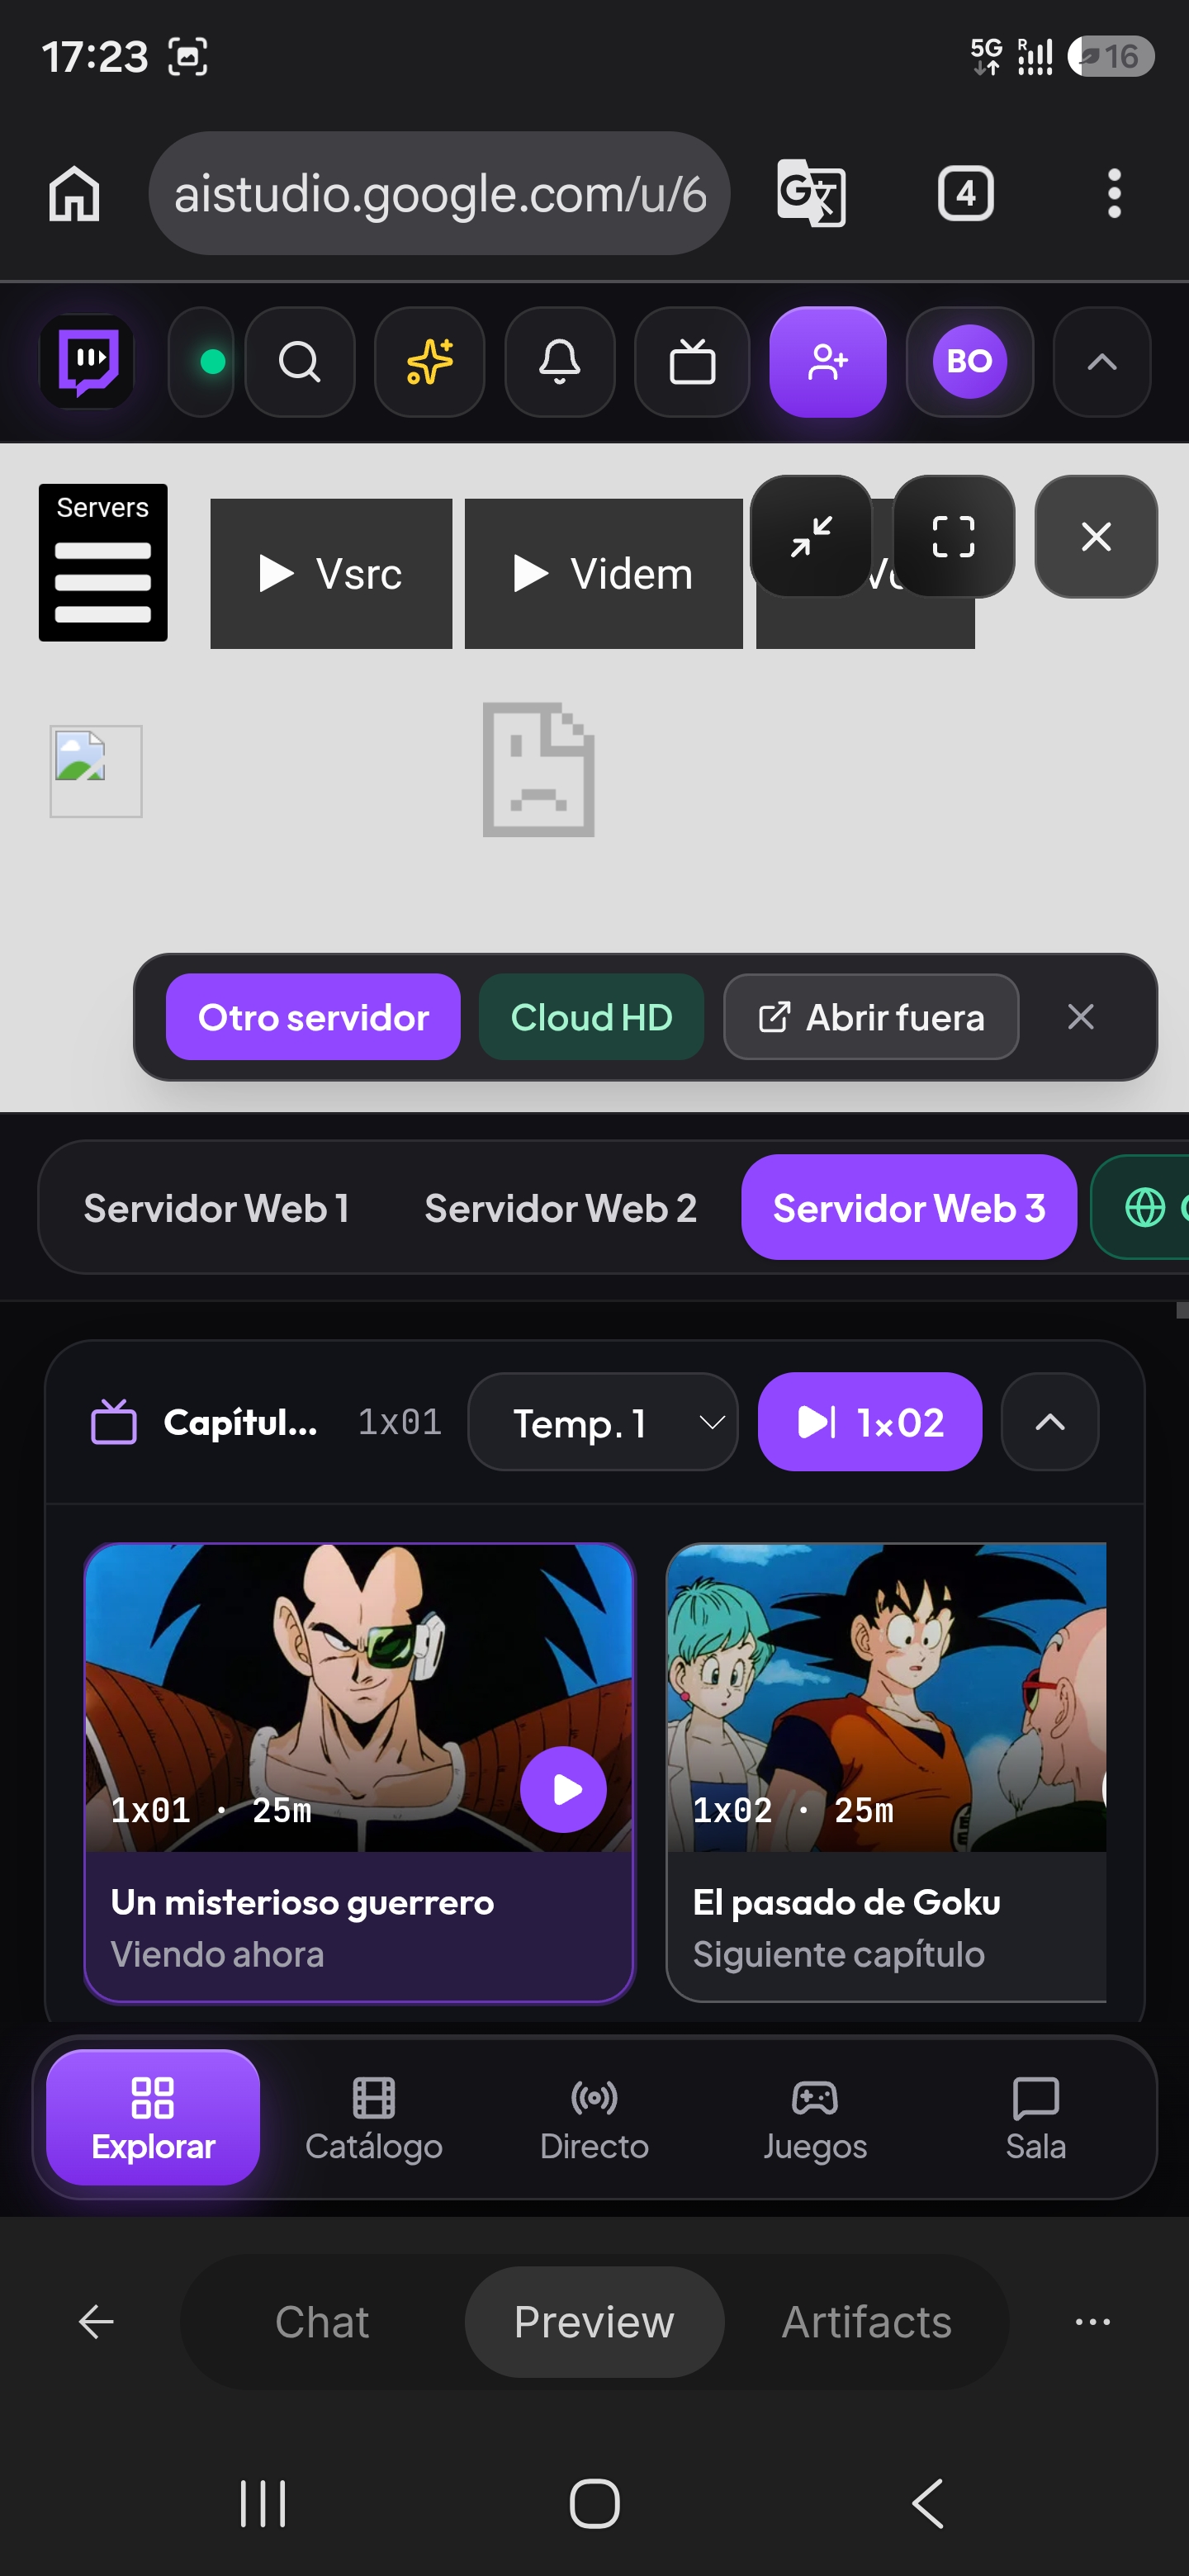 17:23
5G
R
16
aistudio.google.com/u/6
G
4
BO
Servers
Vsrc
Videm
Otro servidor
Cloud HD
Abrir fuera
Servidor Web 1
Servidor Web 2
Servidor Web 3
Capítul...
1x01
Temp. 1
1×02
1x01 · 25m
1x02 · 25m
Un misterioso guerrero
El pasado de Goku
Viendo ahora
Siguiente capítulo
Explorar
Catálogo
Directo
Juegos
Sala
Chat
Preview
Artifacts